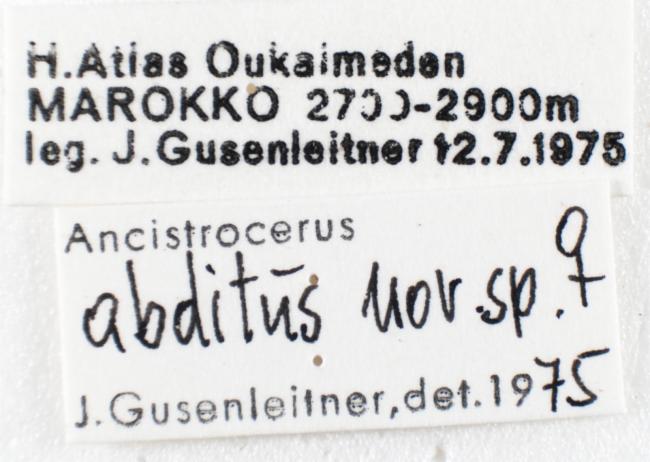 H.Atlas Oukaimeden
MAROKKO 2700-2900m
leg. J.Gusenleitner 12.7.1975
Ancistrocerus
abditus nov.sp. ♀
J.Gusenleitner,det.1975